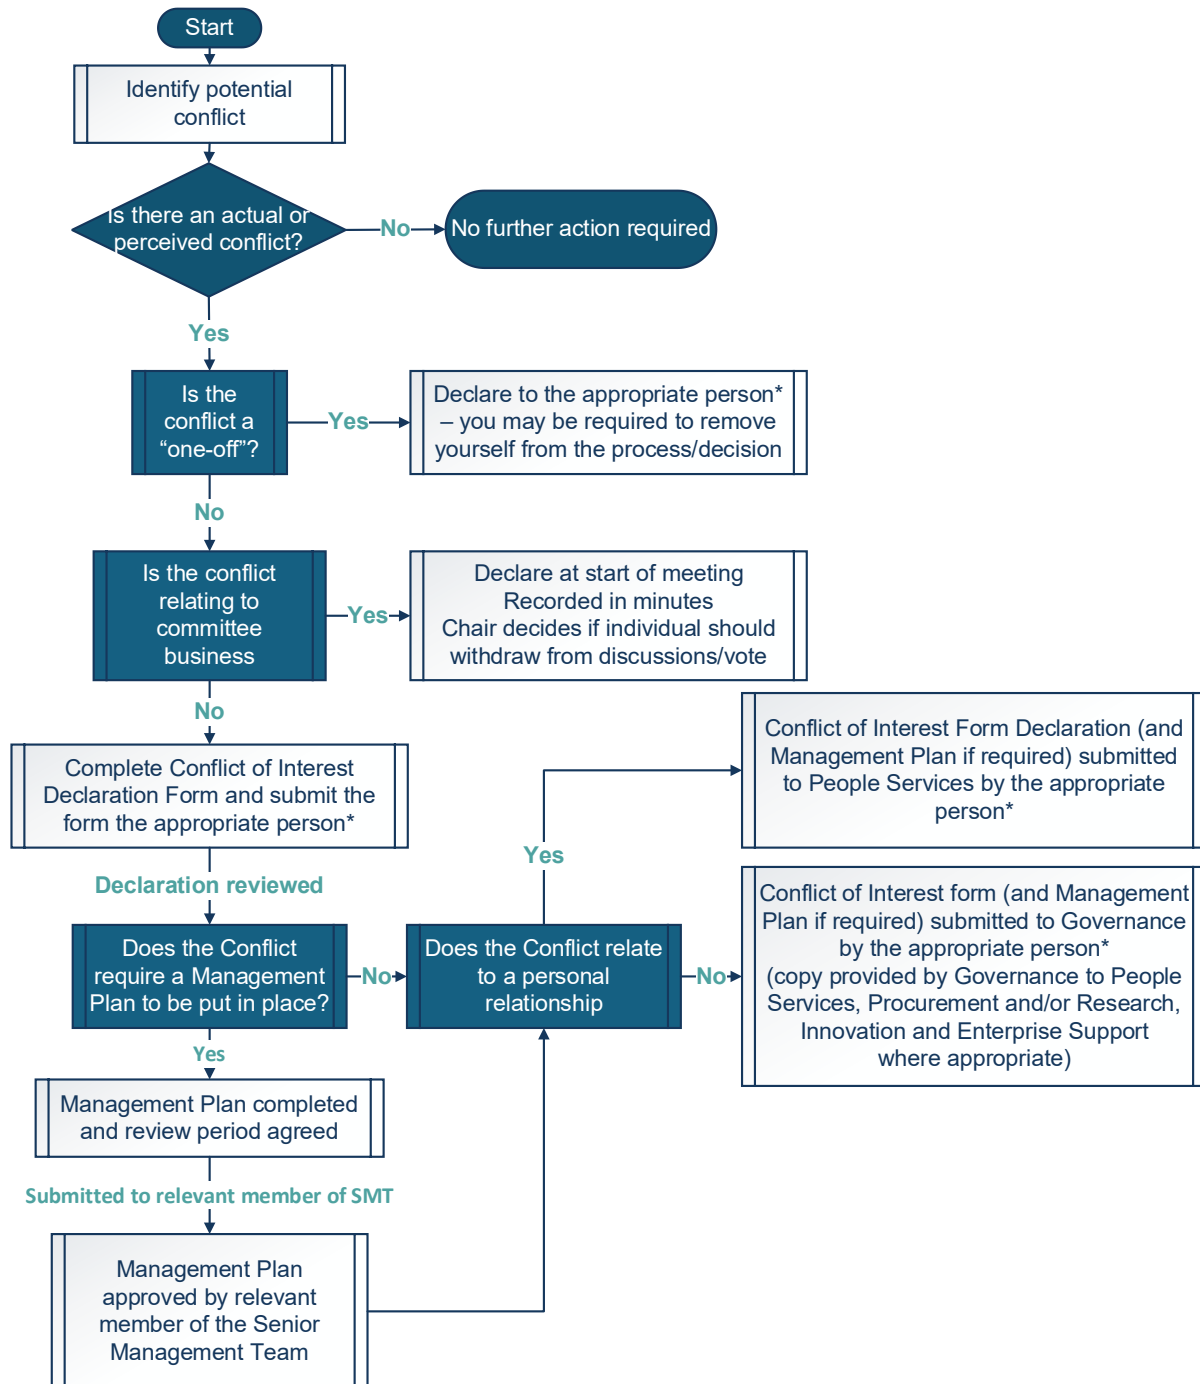 Start
Identify potential
conflict
Is there an actual or
perceived conflict?
No
No further action required
Yes
Is the
conflict a
“one-off”?
Yes
Declare to the appropriate person*
– you may be required to remove
yourself from the process/decision
No
Is the conflict
relating to
committee
business
Yes
Declare at start of meeting
Recorded in minutes
Chair decides if individual should
withdraw from discussions/vote
No
Complete Conflict of Interest
Declaration Form and submit the
form the appropriate person*
Declaration reviewed
Does the Conflict
require a Management
Plan to be put in place?
No
Does the Conflict relate
to a personal
relationship
Yes
Conflict of Interest Form Declaration (and
Management Plan if required) submitted
to People Services by the appropriate
person*
No
Conflict of Interest form (and Management
Plan if required) submitted to Governance
by the appropriate person*
(copy provided by Governance to People
Services, Procurement and/or Research,
Innovation and Enterprise Support
where appropriate)
Yes
Management Plan completed
and review period agreed
Submitted to relevant member of SMT
Management Plan
approved by relevant
member of the Senior
Management Team